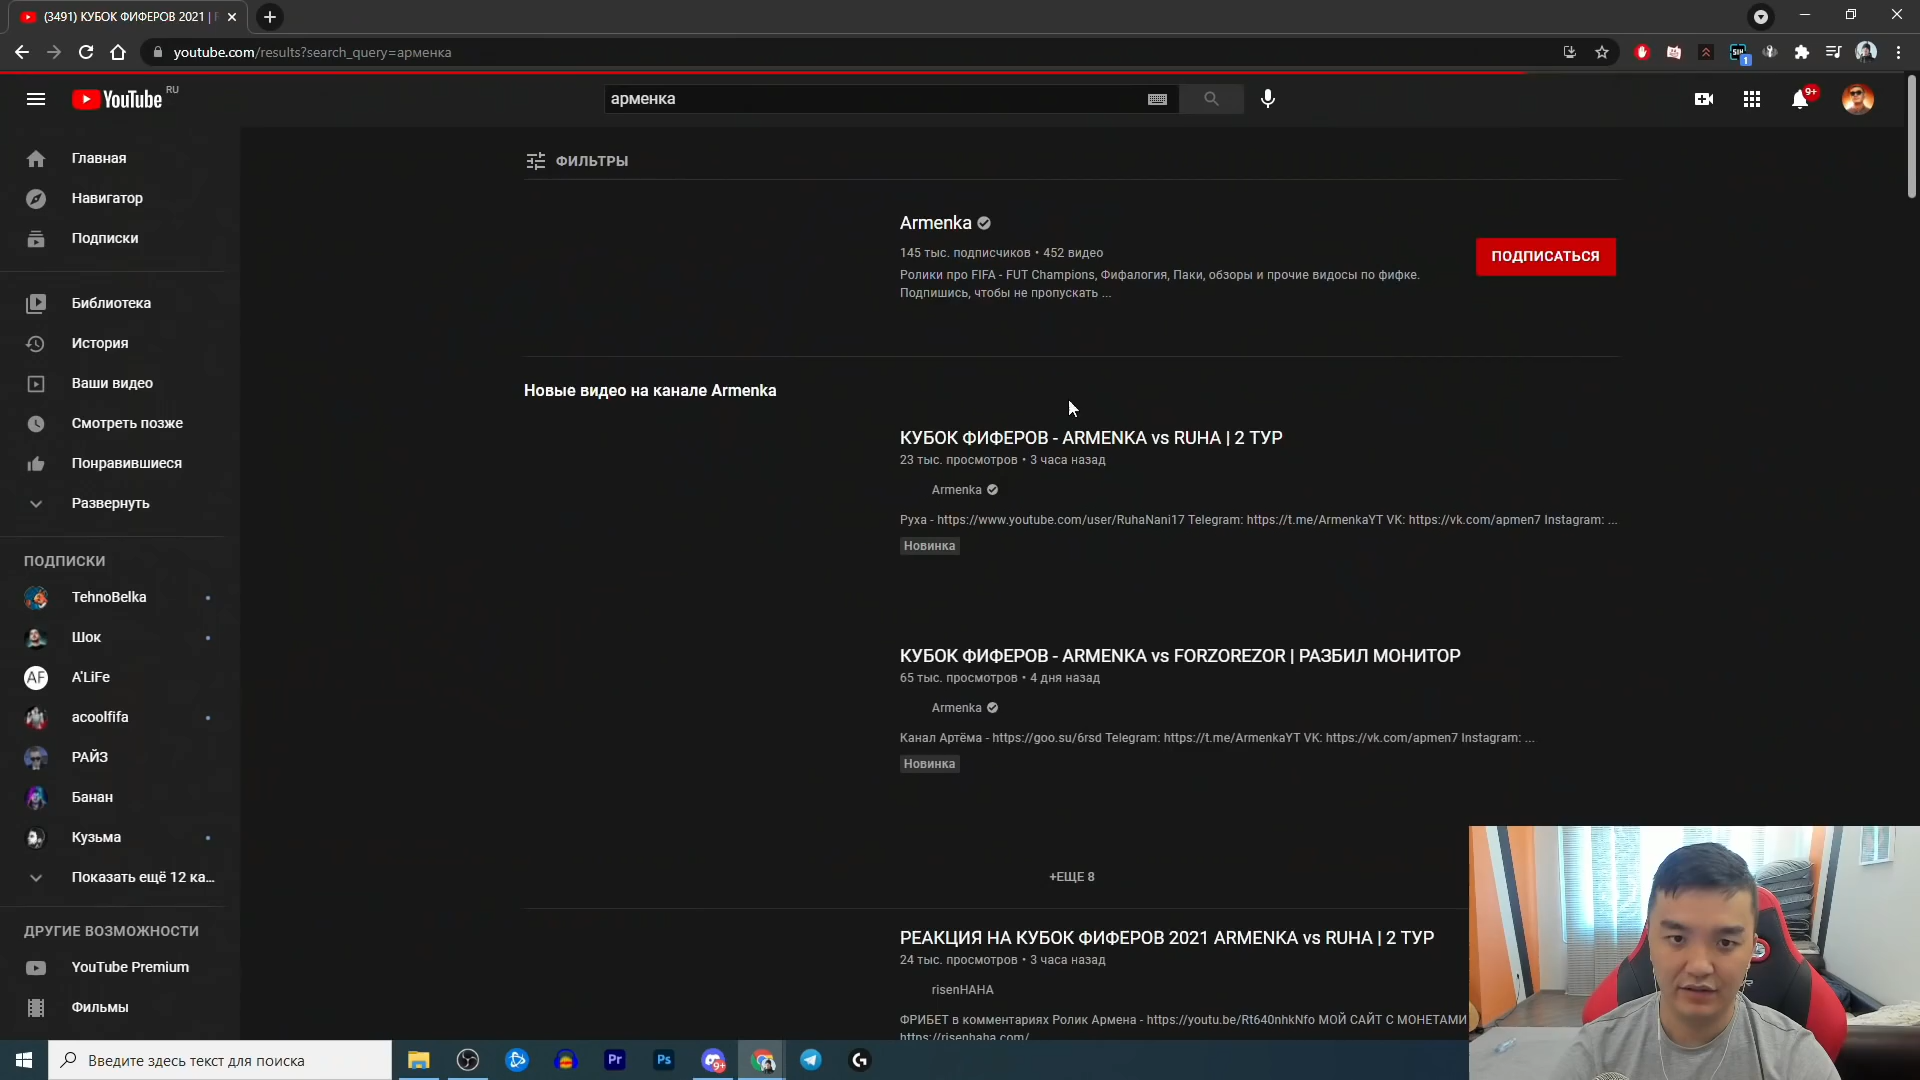 (3491) КУБОК ФИФЕРОВ 2021 |
youtube.com/results?search_query=арменка
YouTube RU
арменка
9+
Главная
Навигатор
Подписки
Библиотека
История
Ваши видео
Смотреть позже
Понравившиеся
Развернуть
ПОДПИСКИ
TehnoBelka
Шок
AF A'LiFe
acoolfifa
РАЙЗ
Банан
Кузьма
Показать ещё 12 ка...
ДРУГИЕ ВОЗМОЖНОСТИ
YouTube Premium
Фильмы
ФИЛЬТРЫ
Armenka
145 тыс. подписчиков • 452 видео
Ролики про FIFA - FUT Champions, Фифалогия, Паки, обзоры и прочие видосы по фифке.
Подпишись, чтобы не пропускать ...
ПОДПИСАТЬСЯ
Новые видео на канале Armenka
КУБОК ФИФЕРОВ - ARMENKA vs RUHA | 2 ТУР
23 тыс. просмотров • 3 часа назад
Armenka
Руха - https://www.youtube.com/user/RuhaNani17 Telegram: https://t.me/ArmenkaYT VK: https://vk.com/apmen7 Instagram: ...
Новинка
КУБОК ФИФЕРОВ - ARMENKA vs FORZOREZOR | РАЗБИЛ МОНИТОР
65 тыс. просмотров • 4 дня назад
Armenka
Канал Артёма - https://goo.su/6rsd Telegram: https://t.me/ArmenkaYT VK: https://vk.com/apmen7 Instagram: ...
Новинка
+ЕЩЕ 8
РЕАКЦИЯ НА КУБОК ФИФЕРОВ 2021 ARMENKA vs RUHA | 2 ТУР
24 тыс. просмотров • 3 часа назад
risenHAHA
ФРИБЕТ в комментариях Ролик Армена - https://youtu.be/Rt640nhkNfo МОЙ САЙТ С МОНЕТАМИ
https://risenhaha.com/
Введите здесь текст для поиска
Pr
Ps
9+